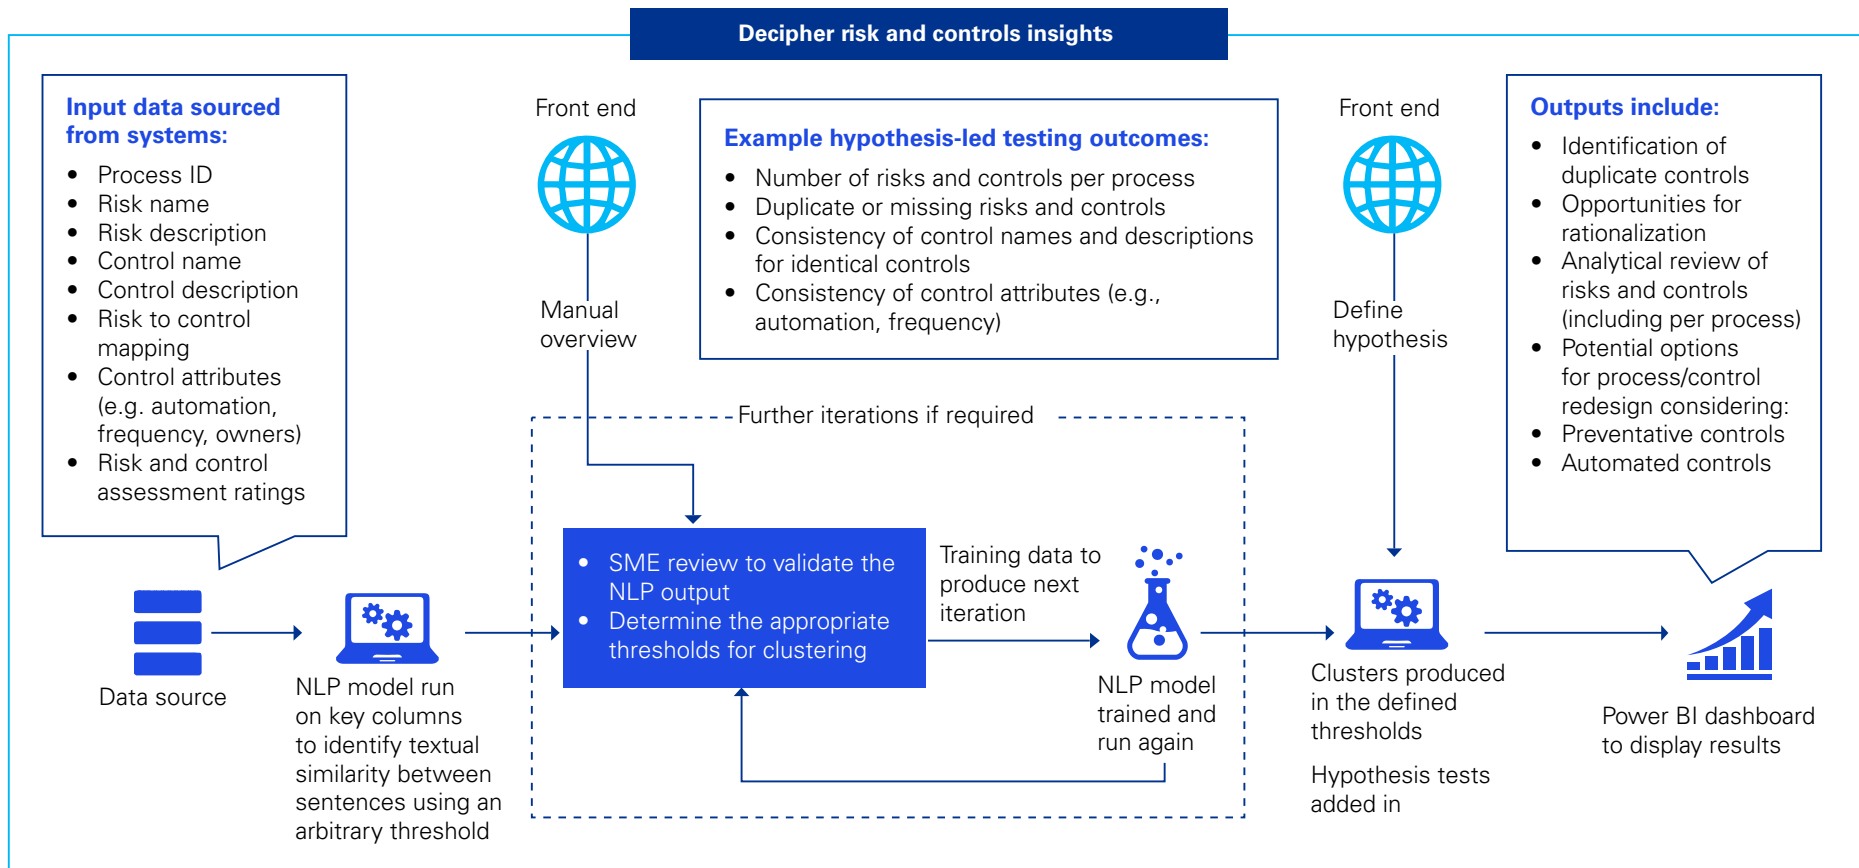 Decipher risk and controls insights
Input data sourced
from systems:
• Process ID
• Risk name
• Risk description
• Control name
• Control description
• Risk to control
mapping
• Control attributes
(e.g. automation,
frequency, owners)
• Risk and control
assessment ratings
Front end
Manual
overview
Example hypothesis-led testing outcomes:
• Number of risks and controls per process
• Duplicate or missing risks and controls
• Consistency of control names and descriptions
for identical controls
• Consistency of control attributes (e.g.,
automation, frequency)
Front end
Define
hypothesis
Outputs include:
• Identification of
duplicate controls
• Opportunities for
rationalization
• Analytical review of
risks and controls
(including per process)
• Potential options
for process/control
redesign considering:
• Preventative controls
• Automated controls
Further iterations if required
Data source
NLP model run
on key columns
to identify textual
similarity between
sentences using an
arbitrary threshold
• SME review to validate the
NLP output
• Determine the appropriate
thresholds for clustering
Training data to
produce next
iteration
NLP model
trained and
run again
Clusters produced
in the defined
thresholds
Hypothesis tests
added in
Power BI dashboard
to display results